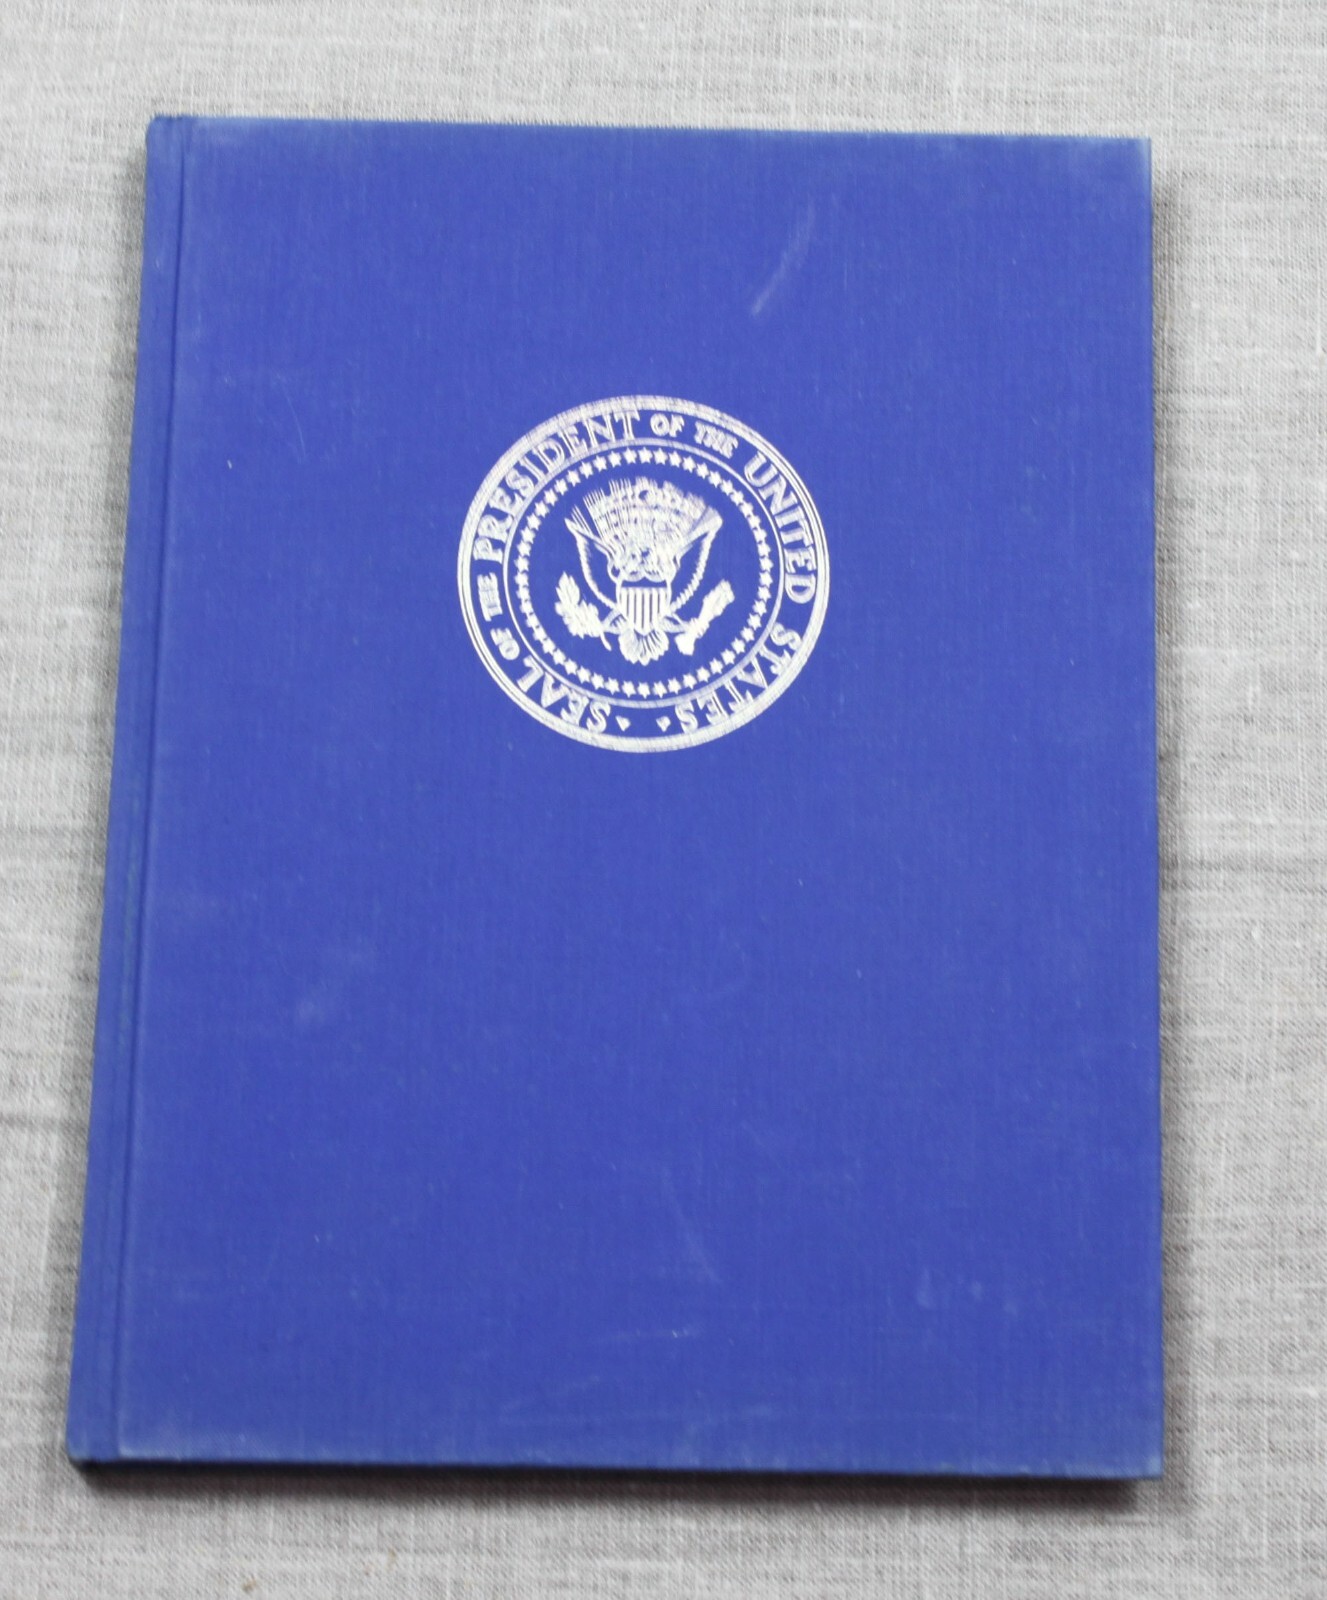 SEAL OF THE PRESIDENT OF THE UNITED STATES